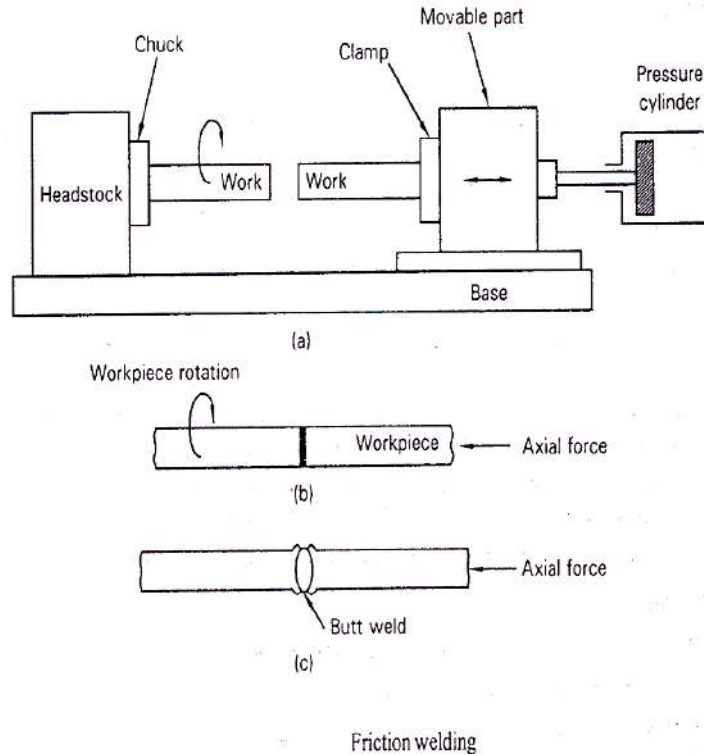 Movable part
Chuck
Clamp
Pressure
cylinder
Headstock
Work
Work
Base
(a)
Workpiece rotation
Workpiece
Axial force
(b)
Axial force
Butt weld
(c)
Friction welding